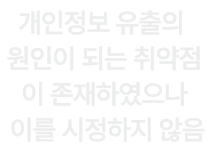 개인정보 유출의
원인이 되는 취약점
이 존재하였으나
이를 시정하지 않음